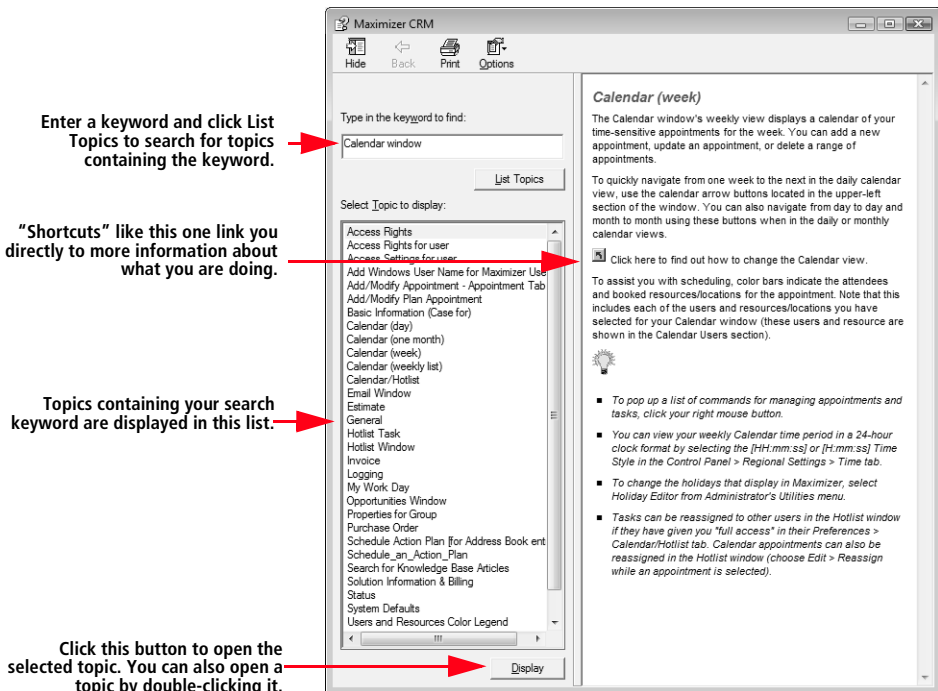 Maximizer CRM
Hide Back Print Options
Enter a keyword and click List
Topics to search for topics
containing the keyword.
"Shortcuts" like this one link you
directly to more information about
what you are doing.
Topics containing your search
keyword are displayed in this list.
Click this button to open the
selected topic. You can also open a
topic by double-clicking it.
Type in the keyword to find:
Calendar window
List Topics
Select Topic to display:
Access Rights
Access Rights for user
Access Settings for user
Add Windows User Name for Maximizer Use
Add/Modify Appointment - Appointment Tab
Add/Modify Plan Appointment
Basic Information (Case for)
Calendar (day)
Calendar (one month)
Calendar (week)
Calendar (weekly list)
Calendar/Hotlist
Email Window
Estimate
General
Hotlist Task
Hotlist Window
Invoice
Logging
My Work Day
Opportunities Window
Properties for Group
Purchase Order
Schedule Action Plan [for Address Book ent
Schedule_an_Action_Plan
Search for Knowledge Base Articles
Solution Information & Billing
Status
System Defaults
Users and Resources Color Legend
Display
Calendar (week)
The Calendar window's weekly view displays a calendar of your
time-sensitive appointments for the week. You can add a new
appointment, update an appointment, or delete a range of
appointments.
To quickly navigate from one week to the next in the daily calendar
view, use the calendar arrow buttons located in the upper-left
section of the window. You can also navigate from day to day and
month to month using these buttons when in the daily or monthly
calendar views.
Click here to find out how to change the Calendar view.
To assist you with scheduling, color bars indicate the attendees
and booked resources/locations for the appointment. Note that this
includes each of the users and resources/locations you have
selected for your Calendar window (these users and resource are
shown in the Calendar Users section).
To pop up a list of commands for managing appointments and
tasks, click your right mouse button.
You can view your weekly Calendar time period in a 24-hour
clock format by selecting the [HH:mm:ss] or [H:mm:ss] Time
Style in the Control Panel > Regional Settings > Time tab.
To change the holidays that display in Maximizer, select
Holiday Editor from Administrator's Utilities menu.
Tasks can be reassigned to other users in the Hotlist window
if they have given you "full access" in their Preferences >
Calendar/Hotlist tab. Calendar appointments can also be
reassigned in the Hotlist window (choose Edit > Reassign
while an appointment is selected).